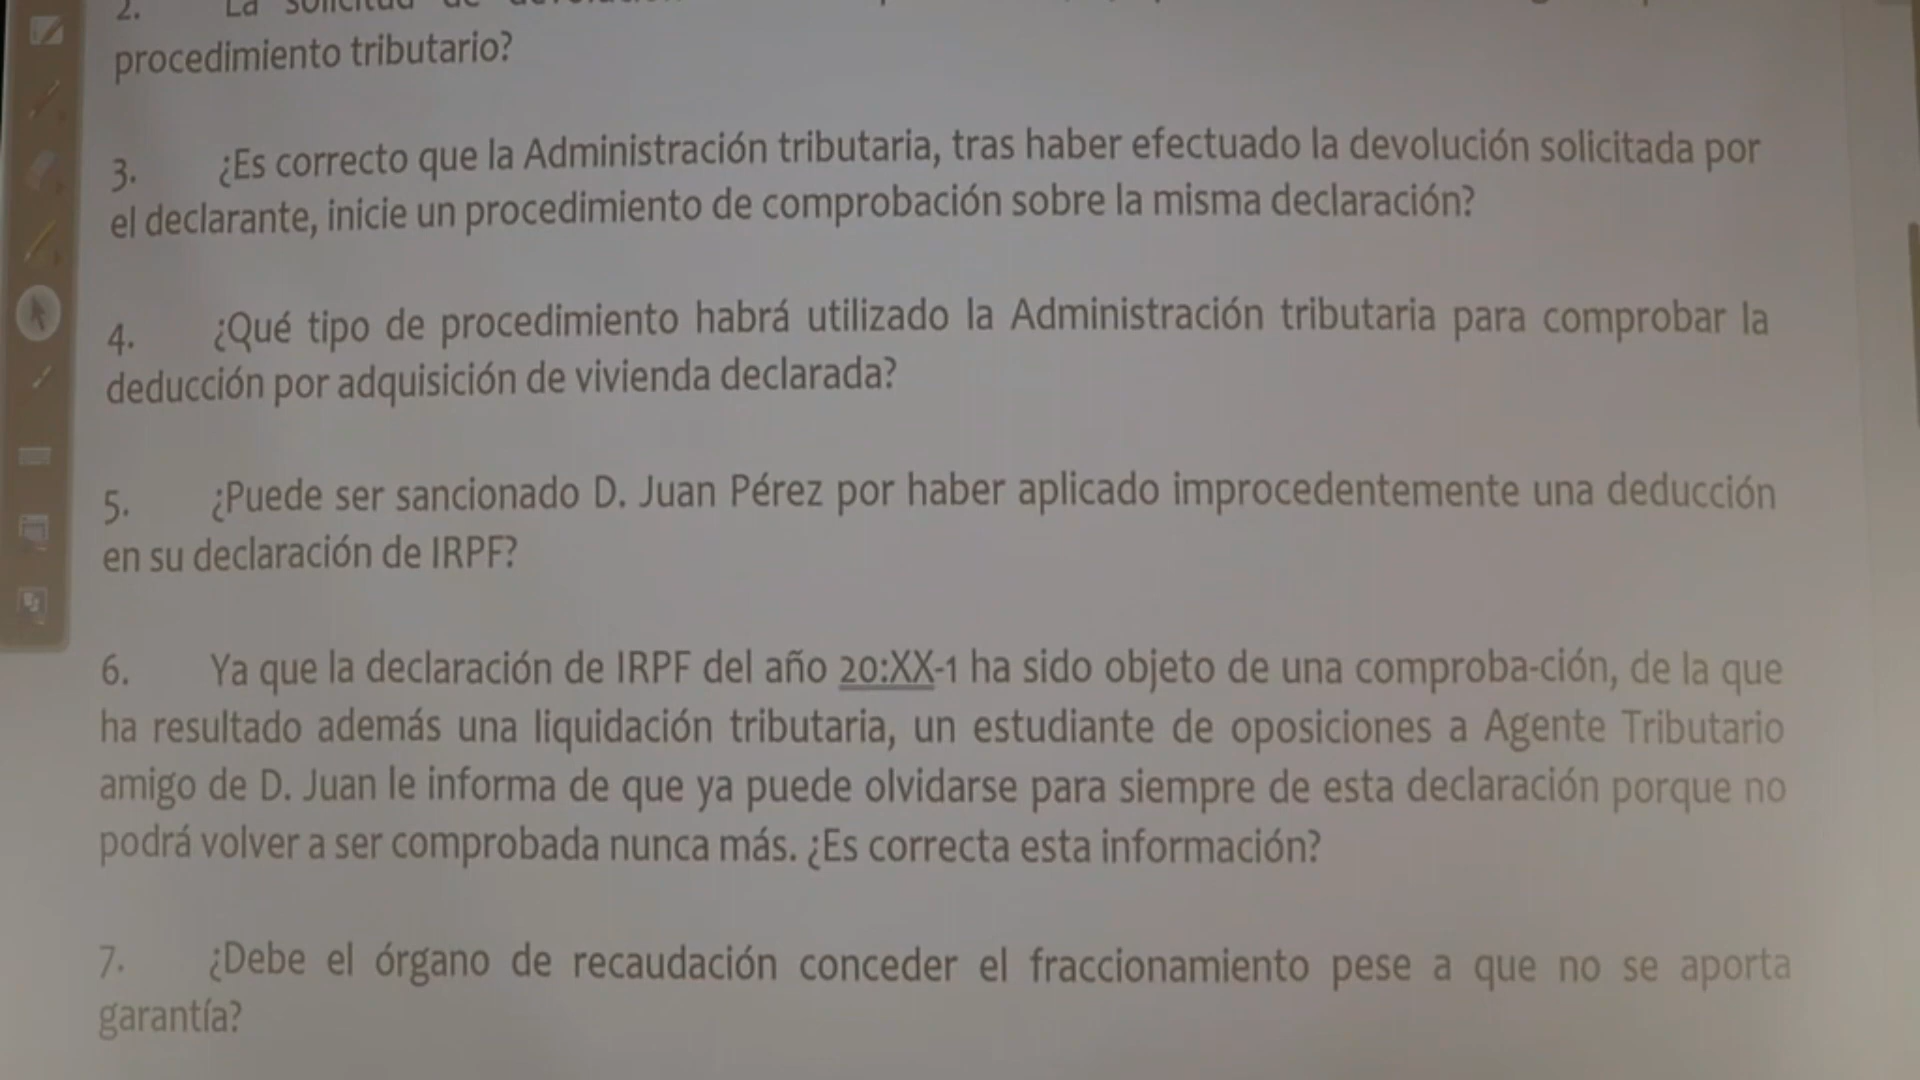 2. La solicitud de
procedimiento tributario?
3. ¿Es correcto que la Administración tributaria, tras haber efectuado la devolución solicitada por
el declarante, inicie un procedimiento de comprobación sobre la misma declaración?
4. ¿Qué tipo de procedimiento habrá utilizado la Administración tributaria para comprobar la
deducción por adquisición de vivienda declarada?
5. ¿Puede ser sancionado D. Juan Pérez por haber aplicado improcedentemente una deducción
en su declaración de IRPF?
6. Ya que la declaración de IRPF del año 20:XX-1 ha sido objeto de una comproba-ción, de la que
ha resultado además una liquidación tributaria, un estudiante de oposiciones a Agente Tributario
amigo de D. Juan le informa de que ya puede olvidarse para siempre de esta declaración porque no
podrá volver a ser comprobada nunca más. ¿Es correcta esta información?
7. ¿Debe el órgano de recaudación conceder el fraccionamiento pese a que no se aporta
garantía?